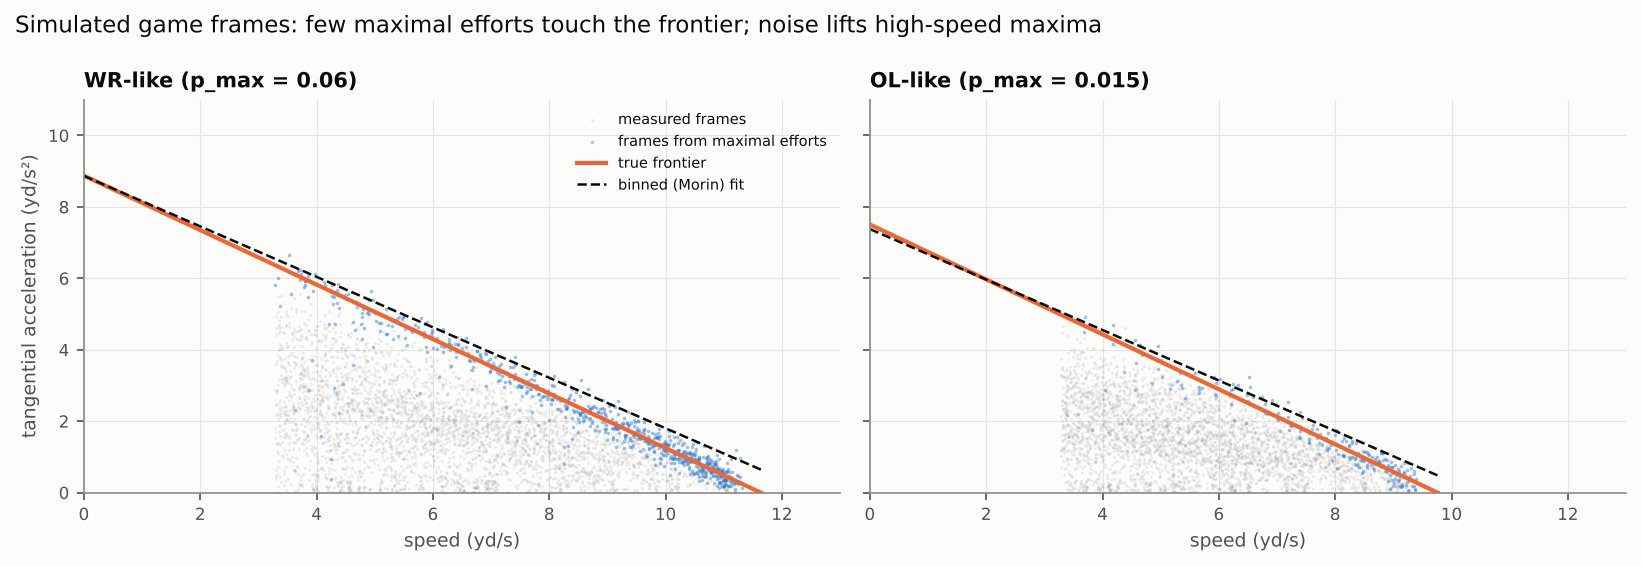 Simulated game frames: few maximal efforts touch the frontier; noise lifts high-speed maxima
WR-like (p_max = 0.06)
measured frames
frames from maximal efforts
true frontier
binned (Morin) fit
tangential acceleration (yd/s²)
10
8
6
4
2
0
0 2 4 6 8 10 12
speed (yd/s)
OL-like (p_max = 0.015)
0 2 4 6 8 10 12
speed (yd/s)